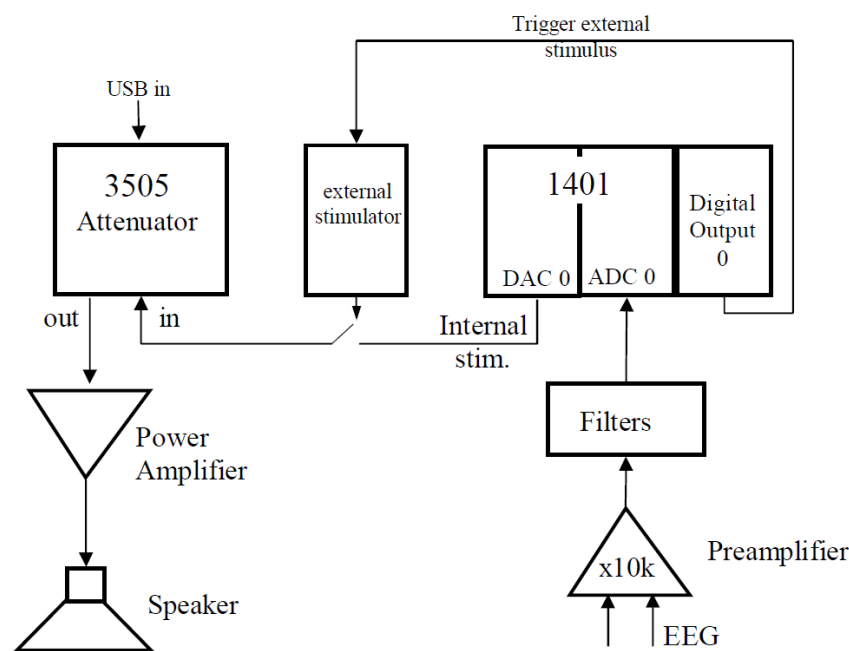 Trigger external
stimulus
USB in
3505
Attenuator
external
stimulator
1401
Digital
Output
0
DAC 0
ADC 0
out
in
Internal
stim.
Filters
Power
Amplifier
x10k
Preamplifier
Speaker
EEG